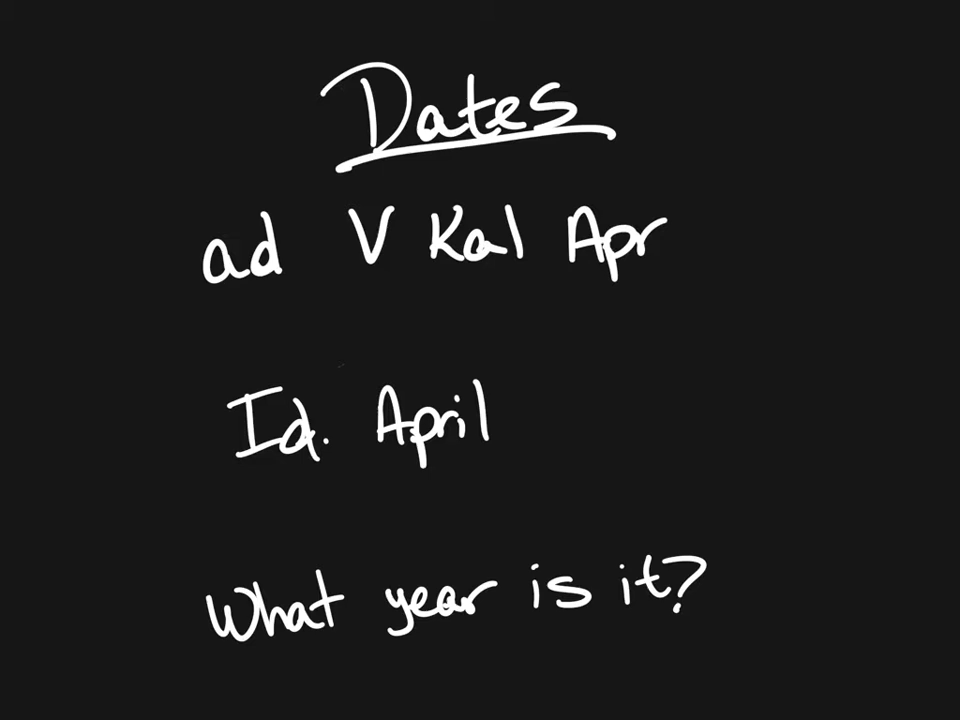 Dates
ad V Kal Apr
Id. April
What year is it?